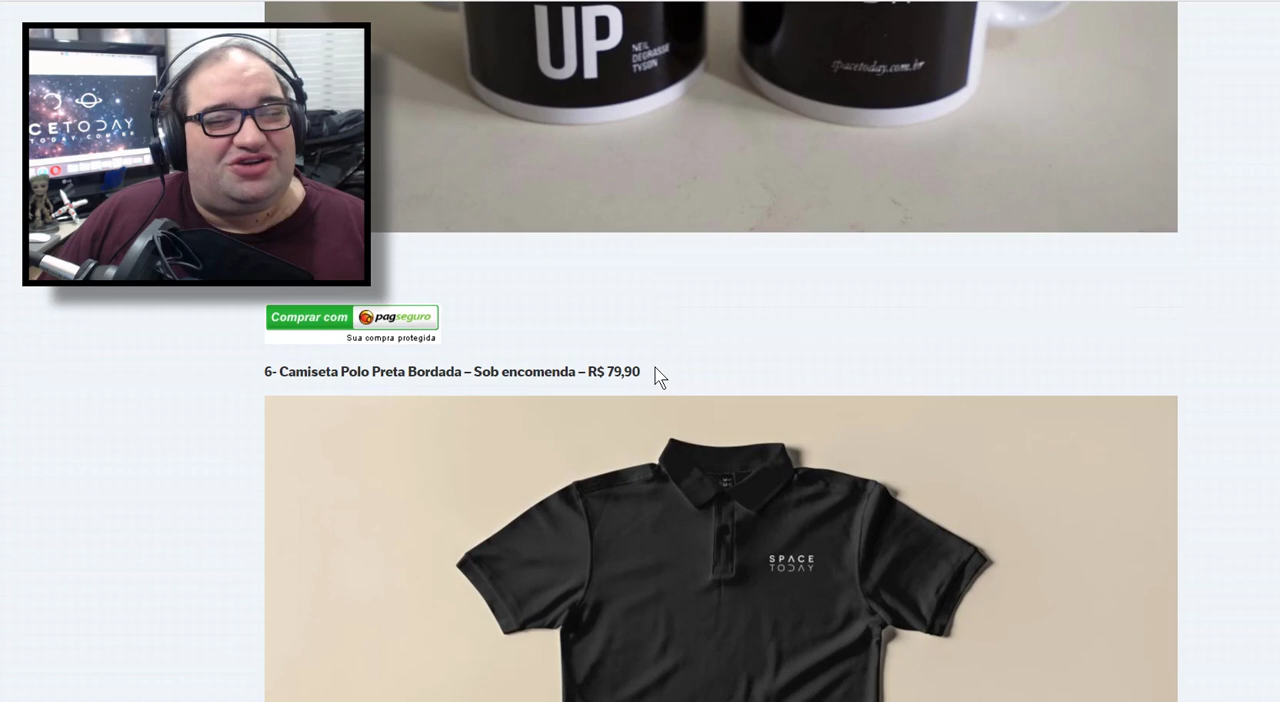 UP
NEIL
DEGRASSE
TYSON
spacetoday.com.br
CETODAY
Comprar com pagseguro
Sua compra protegida
6- Camiseta Polo Preta Bordada – Sob encomenda – R$ 79,90
SPACE
TODAY